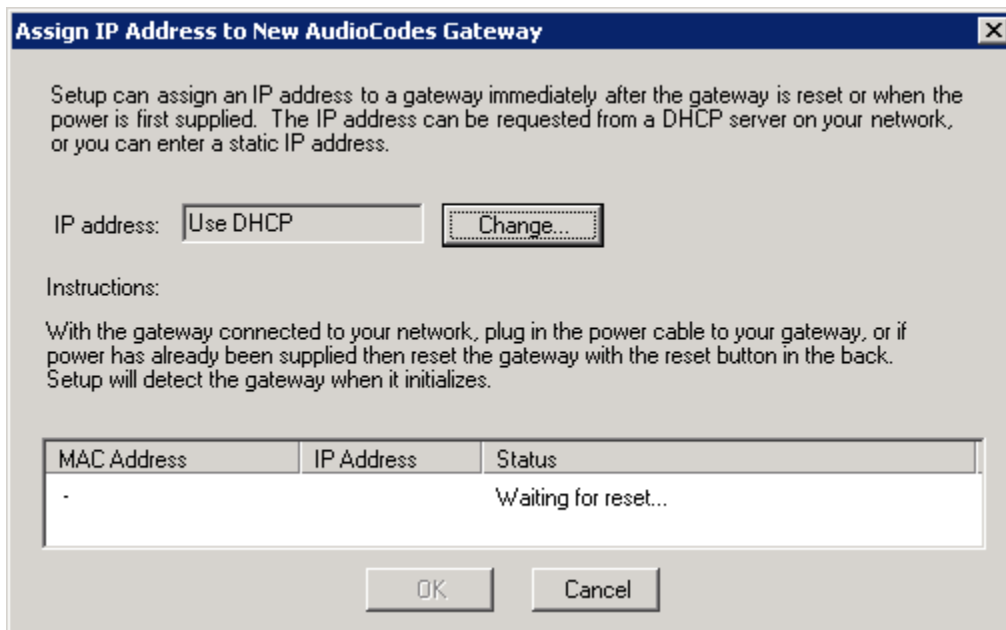 Assign IP Address to New AudioCodes Gateway
Setup can assign an IP address to a gateway immediately after the gateway is reset or when the
power is first supplied.  The IP address can be requested from a DHCP server on your network,
or you can enter a static IP address.
IP address: Use DHCP Change...
Instructions:
With the gateway connected to your network, plug in the power cable to your gateway, or if
power has already been supplied then reset the gateway with the reset button in the back.
Setup will detect the gateway when it initializes.
MAC Address IP Address Status
- Waiting for reset...
OK Cancel